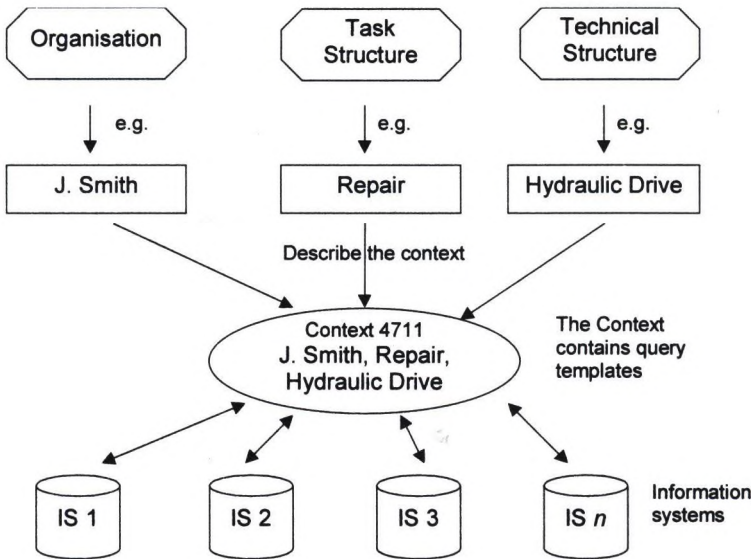 Organisation
Task
Structure
Technical
Structure
e.g.
e.g.
e.g.
J. Smith
Repair
Hydraulic Drive
Describe the context
Context 4711
J. Smith, Repair,
Hydraulic Drive
The Context
contains query
templates
IS 1
IS 2
IS 3
IS n
Information
systems